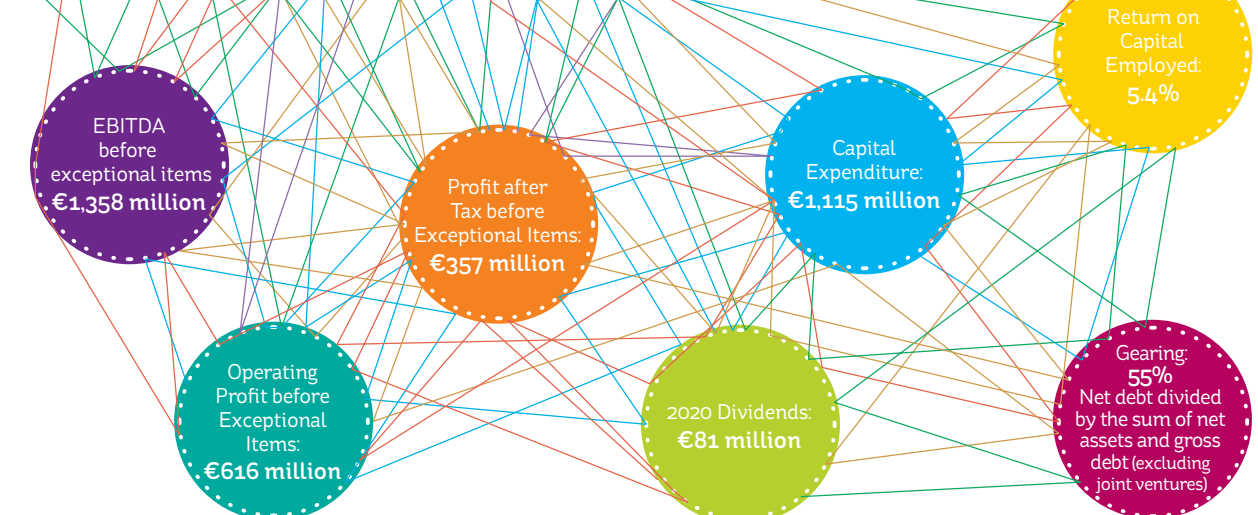 Return on
Capital
Employed:
5.4%
EBITDA
before
exceptional items
€1,358 million
Profit after
Tax before
Exceptional Items:
€357 million
Capital
Expenditure:
€1,115 million
Operating
Profit before
Exceptional
Items:
€616 million
2020 Dividends:
€81 million
Gearing:
55%
Net debt divided
by the sum of net
assets and gross
debt (excluding
joint ventures)